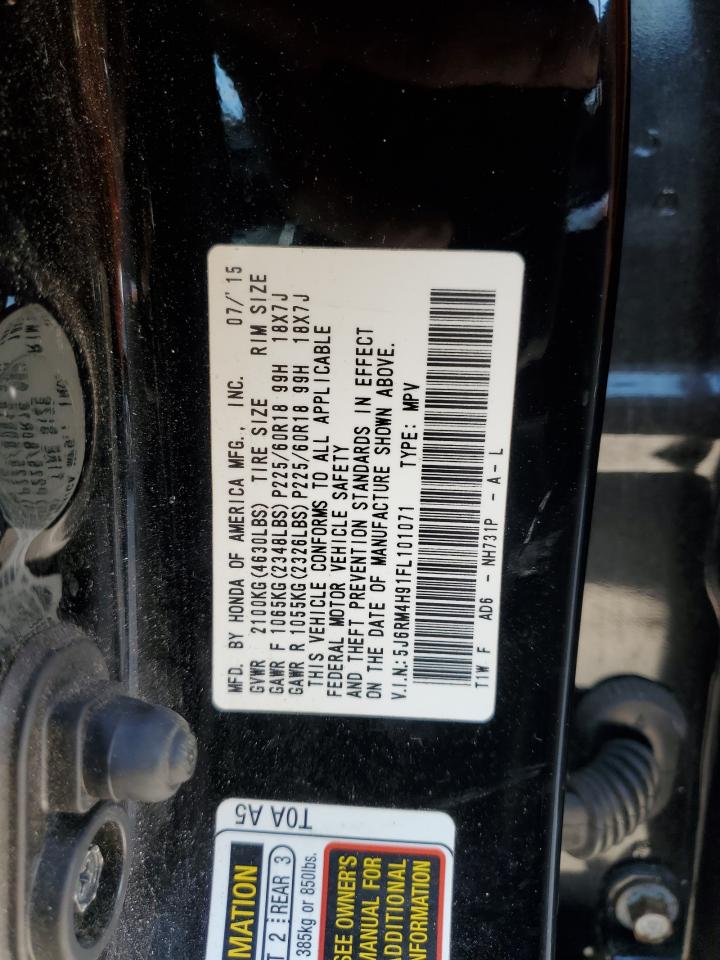 MFD. BY HONDA OF AMERICA MFG., INC. 07/'15
GVWR 2100KG(4630LBS) TIRE SIZE RIM SIZE
GAWR F 1065KG(2348LBS)P225/60R18 99H 18X7J
GAWR R 1055KG(2326LBS)P225/60R18 99H 18X7J
THIS VEHICLE CONFORMS TO ALL APPLICABLE
FEDERAL MOTOR VEHICLE SAFETY
AND THEFT PREVENTION STANDARDS IN EFFECT
ON THE DATE OF MANUFACTURE SHOWN ABOVE.
V.I.N.:5J6RM4H91FL101071 TYPE: MPV
T1W F AD6 - NH731P - A - L
T0A A5
MATION
2 REAR 3
385kg or 850lbs.
SEE OWNER'S
MANUAL FOR
ADDITIONAL
INFORMATION